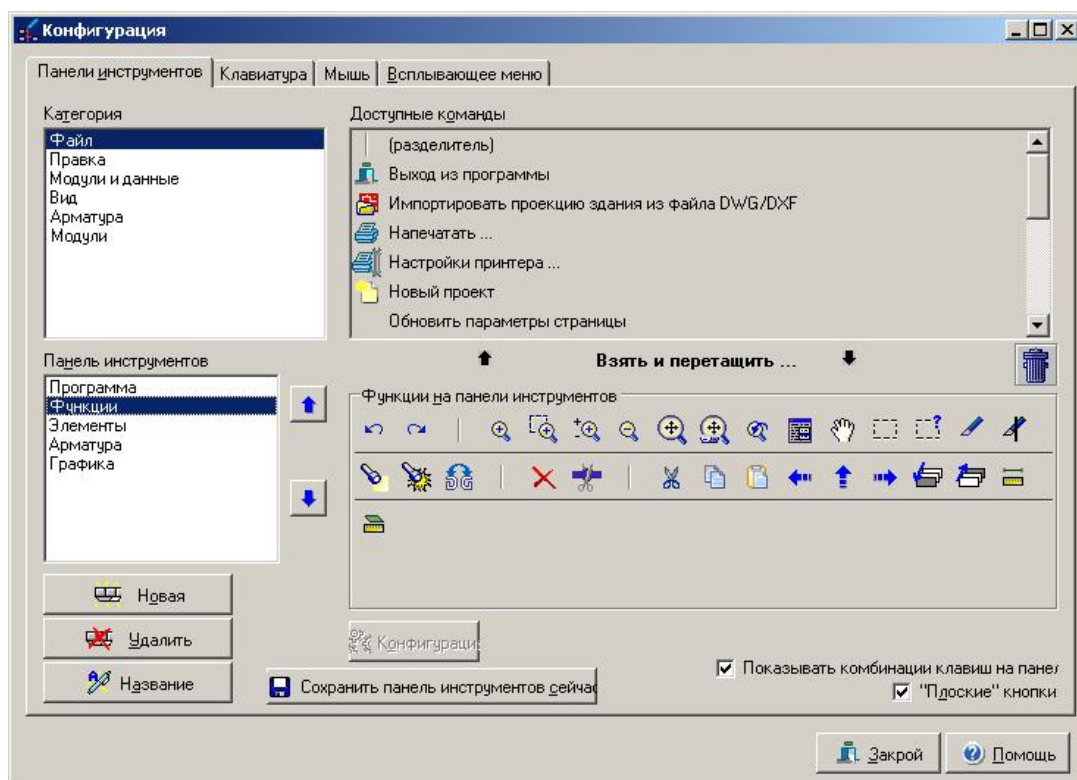 Конфигурация
Панели инструментов Клавиатура Мышь Всплывающее меню
Категория
Файл
Правка
Модули и данные
Вид
Арматура
Модули
Доступные команды
(разделитель)
Выход из программы
Импортировать проекцию здания из файла DWG/DXF
Напечатать ...
Настройки принтера ...
Новый проект
Обновить параметры страницы
Взять и перетащить ...
Панель инструментов
Программа
Функции
Элементы
Арматура
Графика
Функции на панели инструментов
Новая
Удалить
Название
Конфигураци
Сохранить панель инструментов сейчас
Показывать комбинации клавиш на панел
"Плоские" кнопки
Закрой Помощь